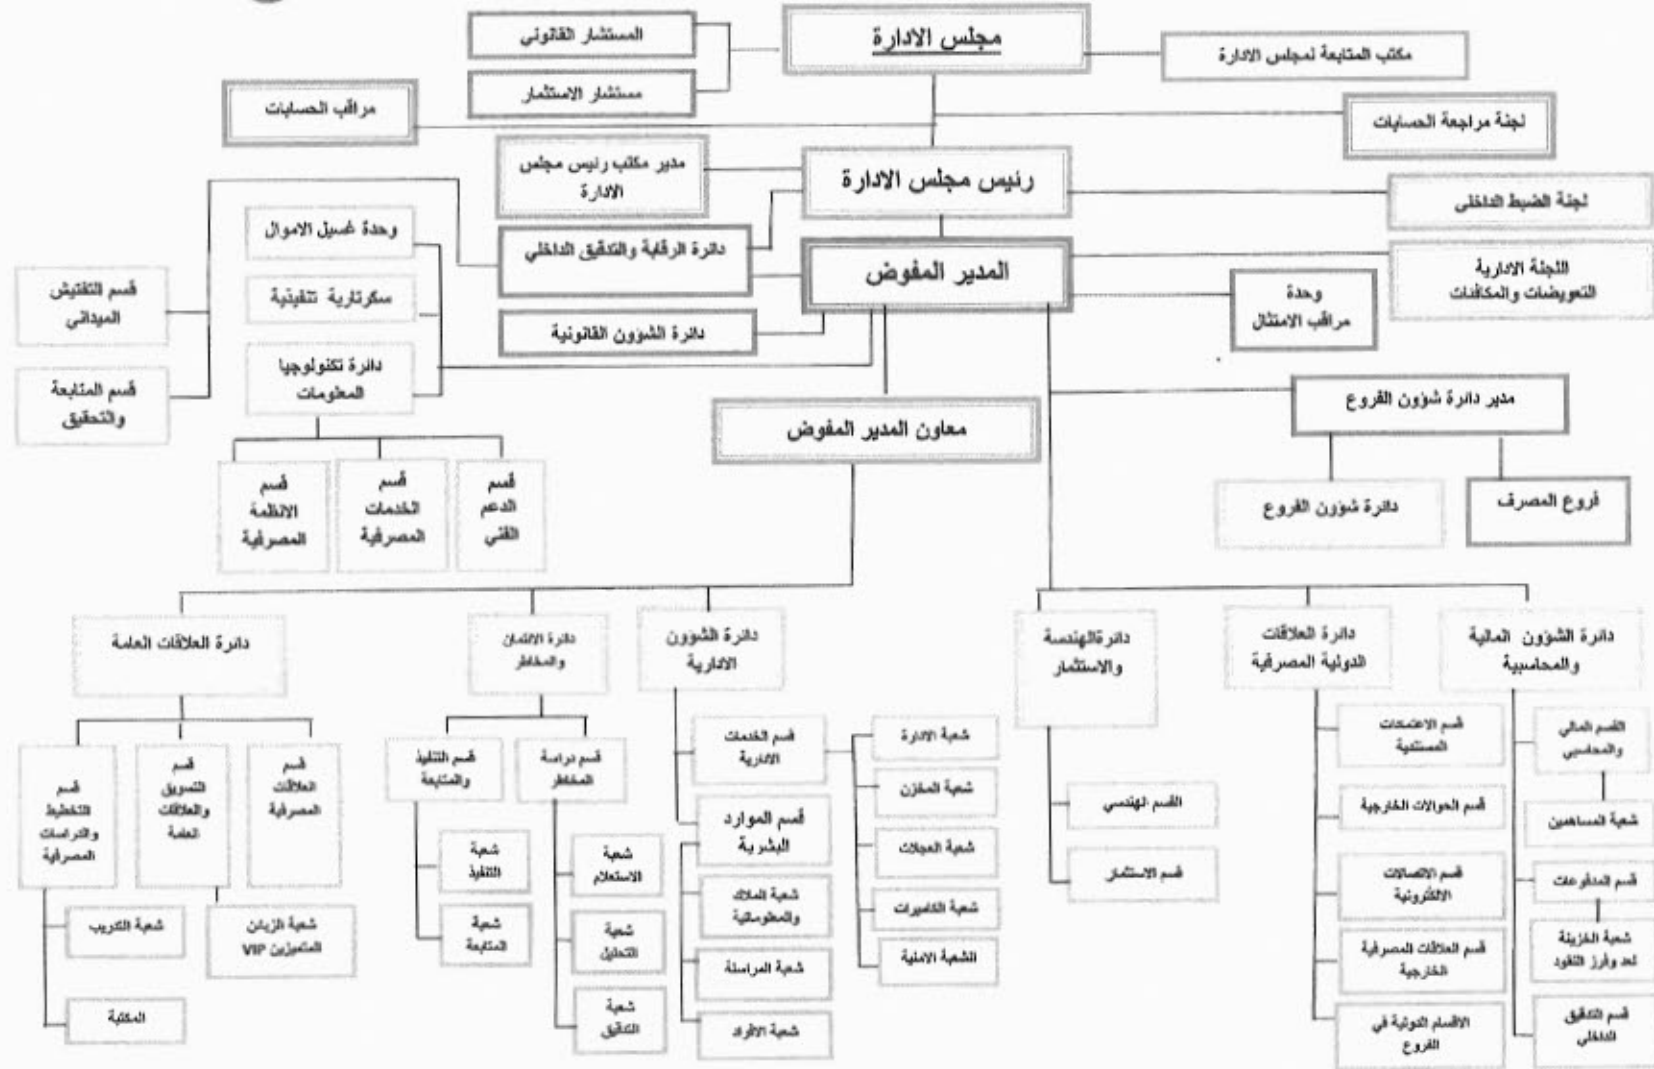 المستشار القانوني
مجلس الادارة
مكتب المتابعة لمجلس الادارة
مستشار الاستثمار
مراقب الحسابات
لجنة مراجعة الحسابات
مدير مكتب رئيس مجلس
الادارة
رئيس مجلس الادارة
لجنة الضبط الداخلي
وحدة غسيل الاموال
دائرة الرقابة والتدقيق الداخلي
المدير المفوض
اللجنة الادارية
التعويضات والمكافئات
قسم التفتيش
الميداني
سكرتارية تنفيذية
وحدة
مراقب الامتثال
دائرة الشؤون القانونية
دائرة تكنولوجيا
المعلومات
قسم المتابعة
والتحقيق
مدير دائرة شؤون الفروع
معاون المدير المفوض
قسم
الدعم
الفني
قسم
الخدمات
المصرفية
قسم
الانظمة
المصرفية
فروع المصرف
دائرة شؤون الفروع
دائرة الشؤون المالية
والمحاسبية
دائرة العلاقات
الدولية المصرفية
دائرةالهندسة
والاستثمار
دائرة الشؤون
الادارية
دائرة الائتمان
والمخاطر
دائرة العلاقات العامة
القسم المالي
والمحاسبي
شعبة المساهمين
قسم المدفوعات
شعبة الخزينة
لعد وفرز النقود
قسم التدقيق
الداخلي
قسم الاعتمادات
المستندية
قسم الحوالات الخارجية
قسم الاتصالات
الالكترونية
قسم العلاقات المصرفية
الخارجية
الاقسام الدولية في
الفروع
القسم الهندسي
قسم الاستثمار
قسم الخدمات
الادارية
شعبة الادارة
شعبة المخزن
شعبة العجلات
شعبة الكاميرات
الشعبة الامنية
قسم الموارد
البشرية
شعبة الملاك
والمعلوماتية
شعبة المراسلة
شعبة الافراد
قسم دراسة
المخاطر
شعبة
الاستعلام
شعبة
التحليل
شعبة
التدقيق
قسم التنفيذ
والمتابعة
شعبة
التنفيذ
شعبة
المتابعة
قسم
العلاقات
المصرفية
قسم
التسويق
والعلاقات
العامة
شعبة الزبائن
المتميزين VIP
قسم
التخطيط
والدراسات
المصرفية
شعبة التدريب
المكتبة